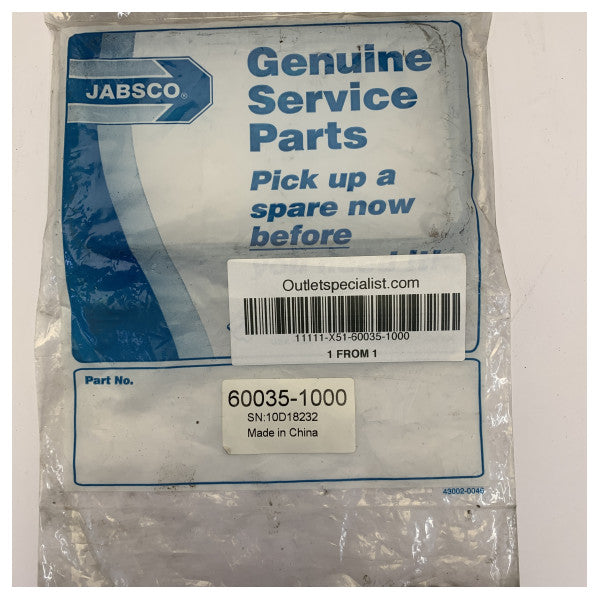 JABSCO®
Genuine
Service
Parts
Pick up a
spare now
before
Outletspecialist.com
11111-X51-60035-1000
1 FROM 1
Part No.
60035-1000
SN:10D18232
Made in China
43002-0046